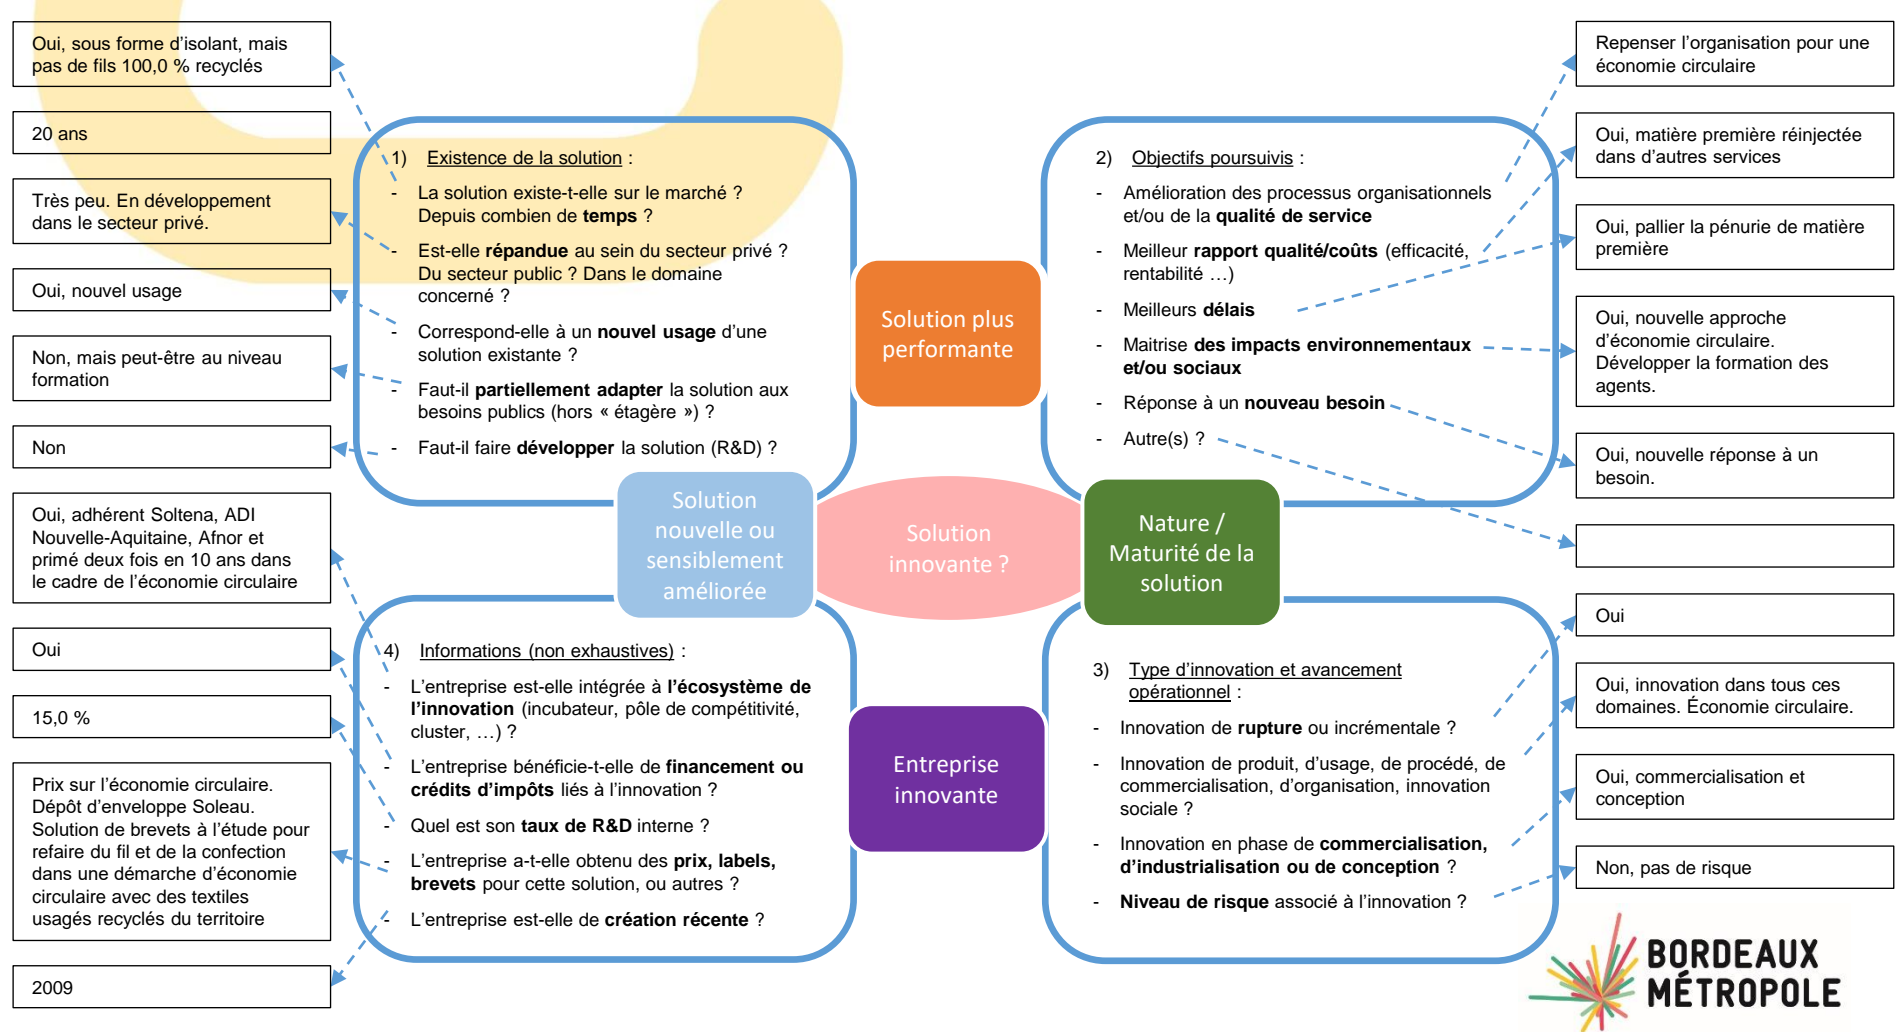 Oui, sous forme d’isolant, mais
pas de fils 100,0 % recyclés
20 ans
Très peu. En développement
dans le secteur privé.
Oui, nouvel usage
Non, mais peut-être au niveau
formation
Non
Oui, adhérent Soltena, ADI
Nouvelle-Aquitaine, Afnor et
primé deux fois en 10 ans dans
le cadre de l’économie circulaire
Oui
15,0 %
Prix sur l’économie circulaire.
Dépôt d’enveloppe Soleau.
Solution de brevets à l’étude pour
refaire du fil et de la confection
dans une démarche d’économie
circulaire avec des textiles
usagés recyclés du territoire
2009
1) Existence de la solution :
- La solution existe-t-elle sur le marché ?
Depuis combien de temps ?
- Est-elle répandue au sein du secteur privé ?
Du secteur public ? Dans le domaine
concerné ?
- Correspond-elle à un nouvel usage d’une
solution existante ?
- Faut-il partiellement adapter la solution aux
besoins publics (hors « étagère ») ?
- Faut-il faire développer la solution (R&D) ?
Solution plus
performante
2) Objectifs poursuivis :
- Amélioration des processus organisationnels
et/ou de la qualité de service
- Meilleur rapport qualité/coûts (efficacité,
rentabilité …)
- Meilleurs délais
- Maitrise des impacts environnementaux
et/ou sociaux
- Réponse à un nouveau besoin
- Autre(s) ?
Solution
nouvelle ou
sensiblement
améliorée
Solution
innovante ?
Nature /
Maturité de la
solution
4) Informations (non exhaustives) :
- L’entreprise est-elle intégrée à l’écosystème de
l’innovation (incubateur, pôle de compétitivité,
cluster, …) ?
- L’entreprise bénéficie-t-elle de financement ou
crédits d’impôts liés à l’innovation ?
- Quel est son taux de R&D interne ?
- L’entreprise a-t-elle obtenu des prix, labels,
brevets pour cette solution, ou autres ?
- L’entreprise est-elle de création récente ?
Entreprise
innovante
3) Type d’innovation et avancement
opérationnel :
- Innovation de rupture ou incrémentale ?
- Innovation de produit, d’usage, de procédé, de
commercialisation, d’organisation, innovation
sociale ?
- Innovation en phase de commercialisation,
d’industrialisation ou de conception ?
- Niveau de risque associé à l’innovation ?
Repenser l’organisation pour une
économie circulaire
Oui, matière première réinjectée
dans d’autres services
Oui, pallier la pénurie de matière
première
Oui, nouvelle approche
d’économie circulaire.
Développer la formation des
agents.
Oui, nouvelle réponse à un
besoin.
Oui
Oui, innovation dans tous ces
domaines. Économie circulaire.
Oui, commercialisation et
conception
Non, pas de risque
BORDEAUX
MÉTROPOLE